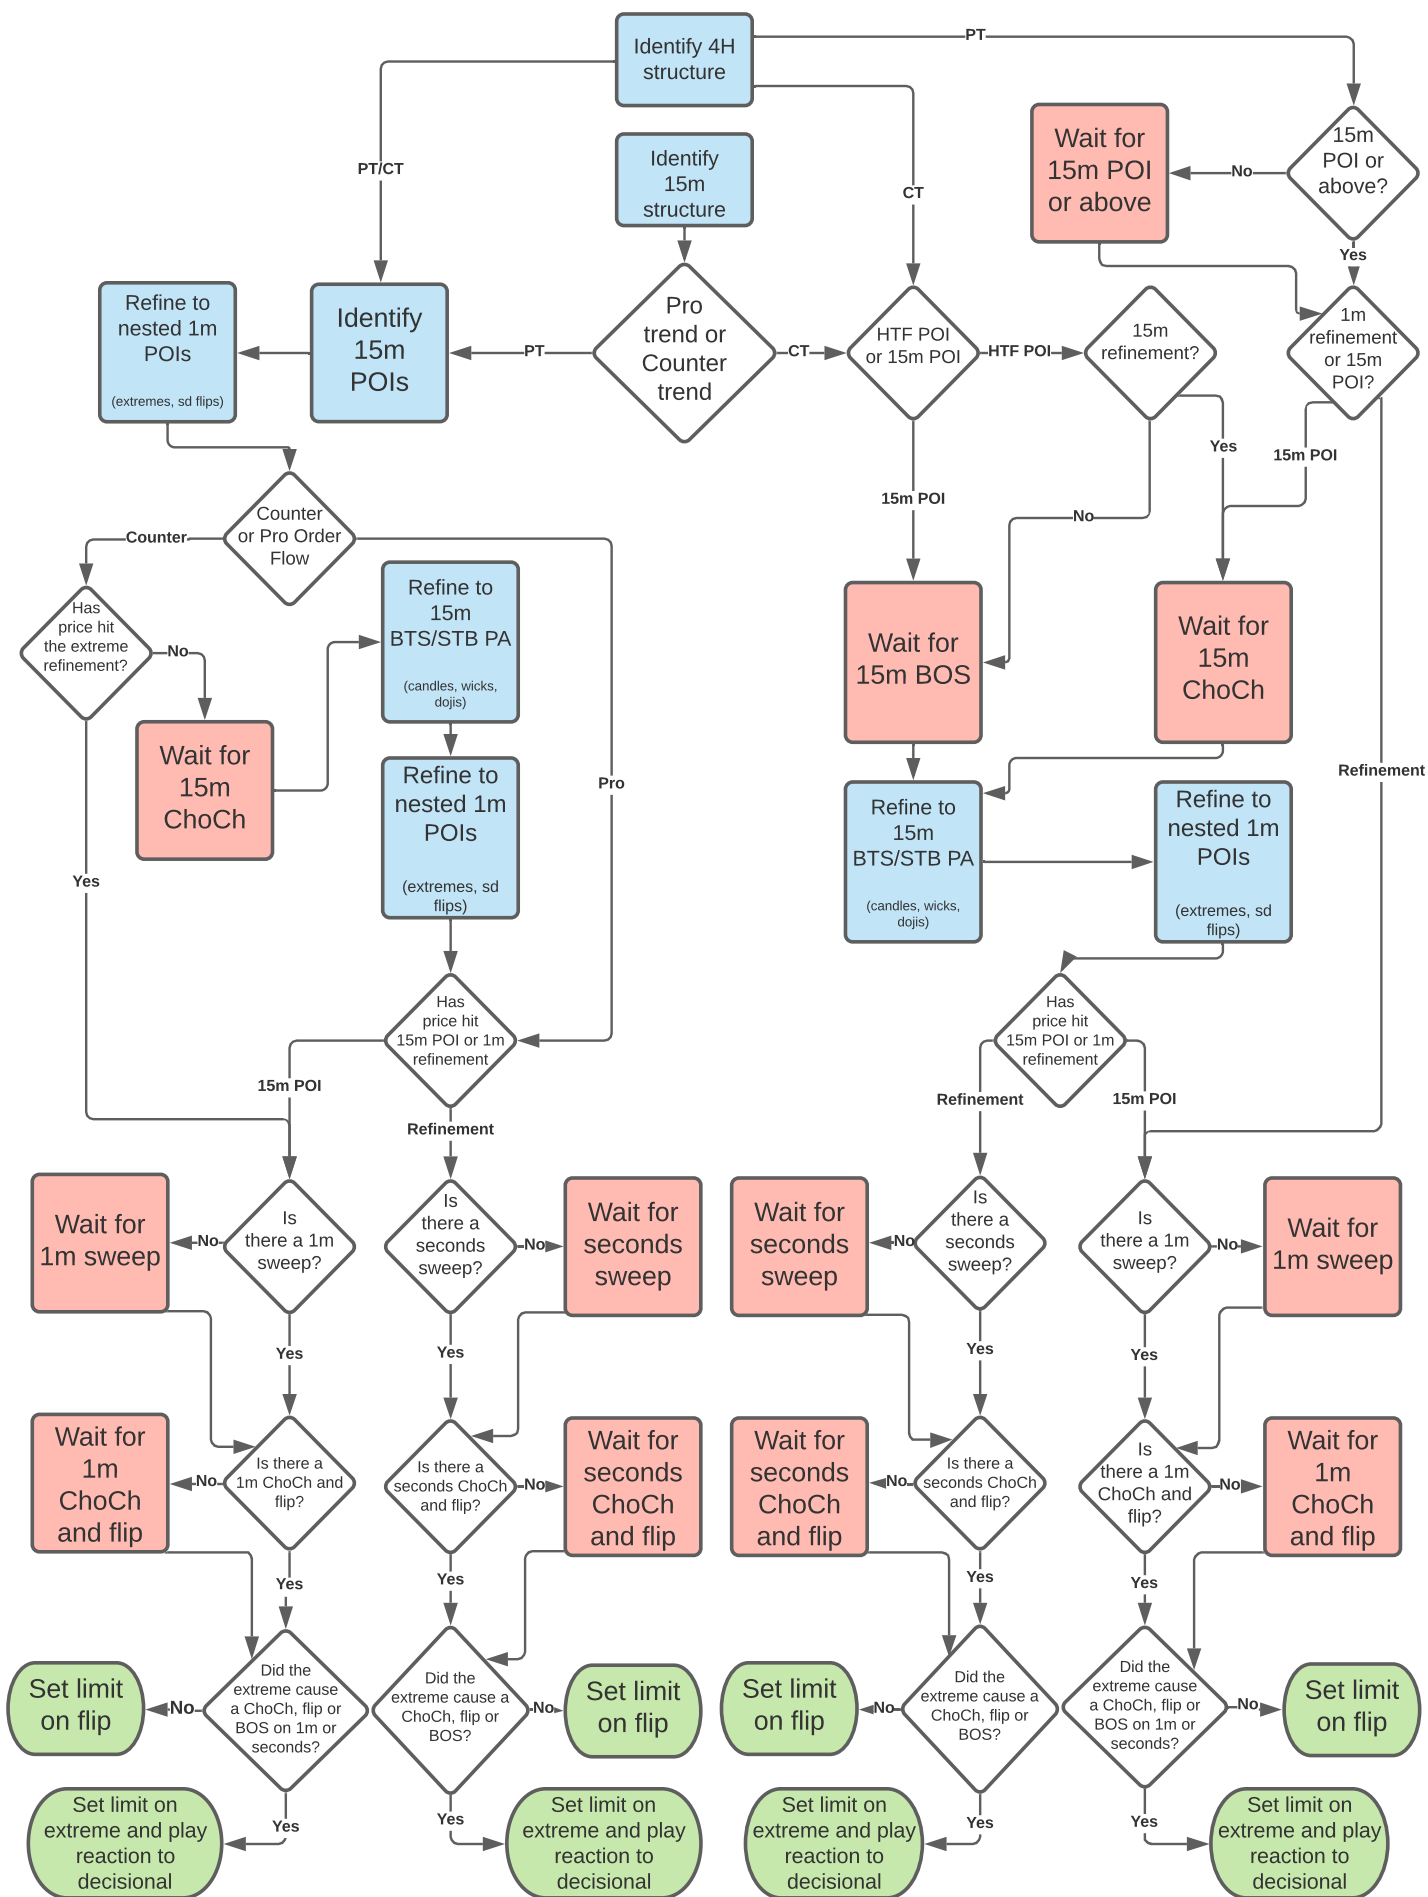 Identify 4H
structure
PT
PT/CT
CT
Identify
15m
structure
Wait for
15m POI
or above
No
15m
POI or
above?
Yes
Refine to
nested 1m
POIs
(extremes, sd flips)
Identify
15m
POIs
PT
Pro
trend or
Counter
trend
CT
HTF POI
or 15m POI
HTF POI
15m
refinement?
1m
refinement
or 15m
POI?
Yes
15m POI
15m POI
No
Counter
Counter
or Pro Order
Flow
Has
price hit
the extreme
refinement?
No
Refine to
15m
BTS/STB PA
(candles, wicks,
dojis)
Wait for
15m BOS
Wait for
15m
ChoCh
Wait for
15m
ChoCh
Refine to
nested 1m
POIs
(extremes, sd
flips)
Pro
Refinement
Refine to
15m
BTS/STB PA
(candles, wicks,
dojis)
Refine to
nested 1m
POIs
(extremes, sd
flips)
Yes
Has
price hit
15m POI or 1m
refinement
Has
price hit
15m POI or 1m
refinement
15m POI
Refinement
Refinement
15m POI
Wait for
1m sweep
No
Is
there a 1m
sweep?
Is
there a
seconds
sweep?
No
Wait for
seconds
sweep
Wait for
seconds
sweep
No
Is
there a
seconds
sweep?
Is
there a 1m
sweep?
No
Wait for
1m sweep
Yes
Yes
Yes
Yes
Wait for
1m
ChoCh
and flip
No
Is there a
1m ChoCh and
flip?
Is there a
seconds ChoCh
and flip?
No
Wait for
seconds
ChoCh
and flip
Wait for
seconds
ChoCh
and flip
No
Is there a
seconds ChoCh
and flip?
Is
there a 1m
ChoCh and
flip?
No
Wait for
1m
ChoCh
and flip
Yes
Yes
Yes
Yes
Set limit
on flip
No
Did the
extreme cause
a ChoCh, flip or
BOS on 1m or
seconds?
Did the
extreme cause a
ChoCh, flip or
BOS?
No
Set limit
on flip
Set limit
on flip
No
Did the
extreme cause a
ChoCh, flip or
BOS?
Did the
extreme cause
a ChoCh, flip or
BOS on 1m or
seconds?
No
Set limit
on flip
Set limit on
extreme and play
reaction to
decisional
Yes
Yes
Set limit on
extreme and play
reaction to
decisional
Set limit on
extreme and play
reaction to
decisional
Yes
Yes
Set limit on
extreme and play
reaction to
decisional